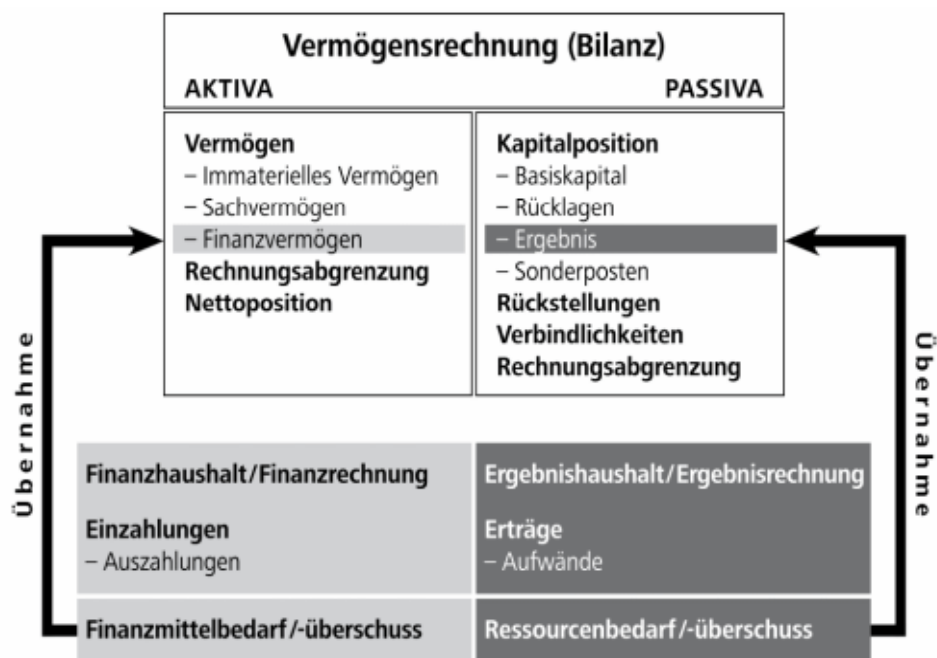 Vermögensrechnung (Bilanz)
AKTIVA
PASSIVA
Vermögen
– Immaterielles Vermögen
– Sachvermögen
– Finanzvermögen
Rechnungsabgrenzung
Nettoposition
Kapitalposition
– Basiskapital
– Rücklagen
– Ergebnis
– Sonderposten
Rückstellungen
Verbindlichkeiten
Rechnungsabgrenzung
Übernahme
Übernahme
Finanzhaushalt/Finanzrechnung
Einzahlungen
– Auszahlungen
Finanzmittelbedarf/-überschuss
Ergebnishaushalt/Ergebnisrechnung
Erträge
– Aufwände
Ressourcenbedarf/-überschuss